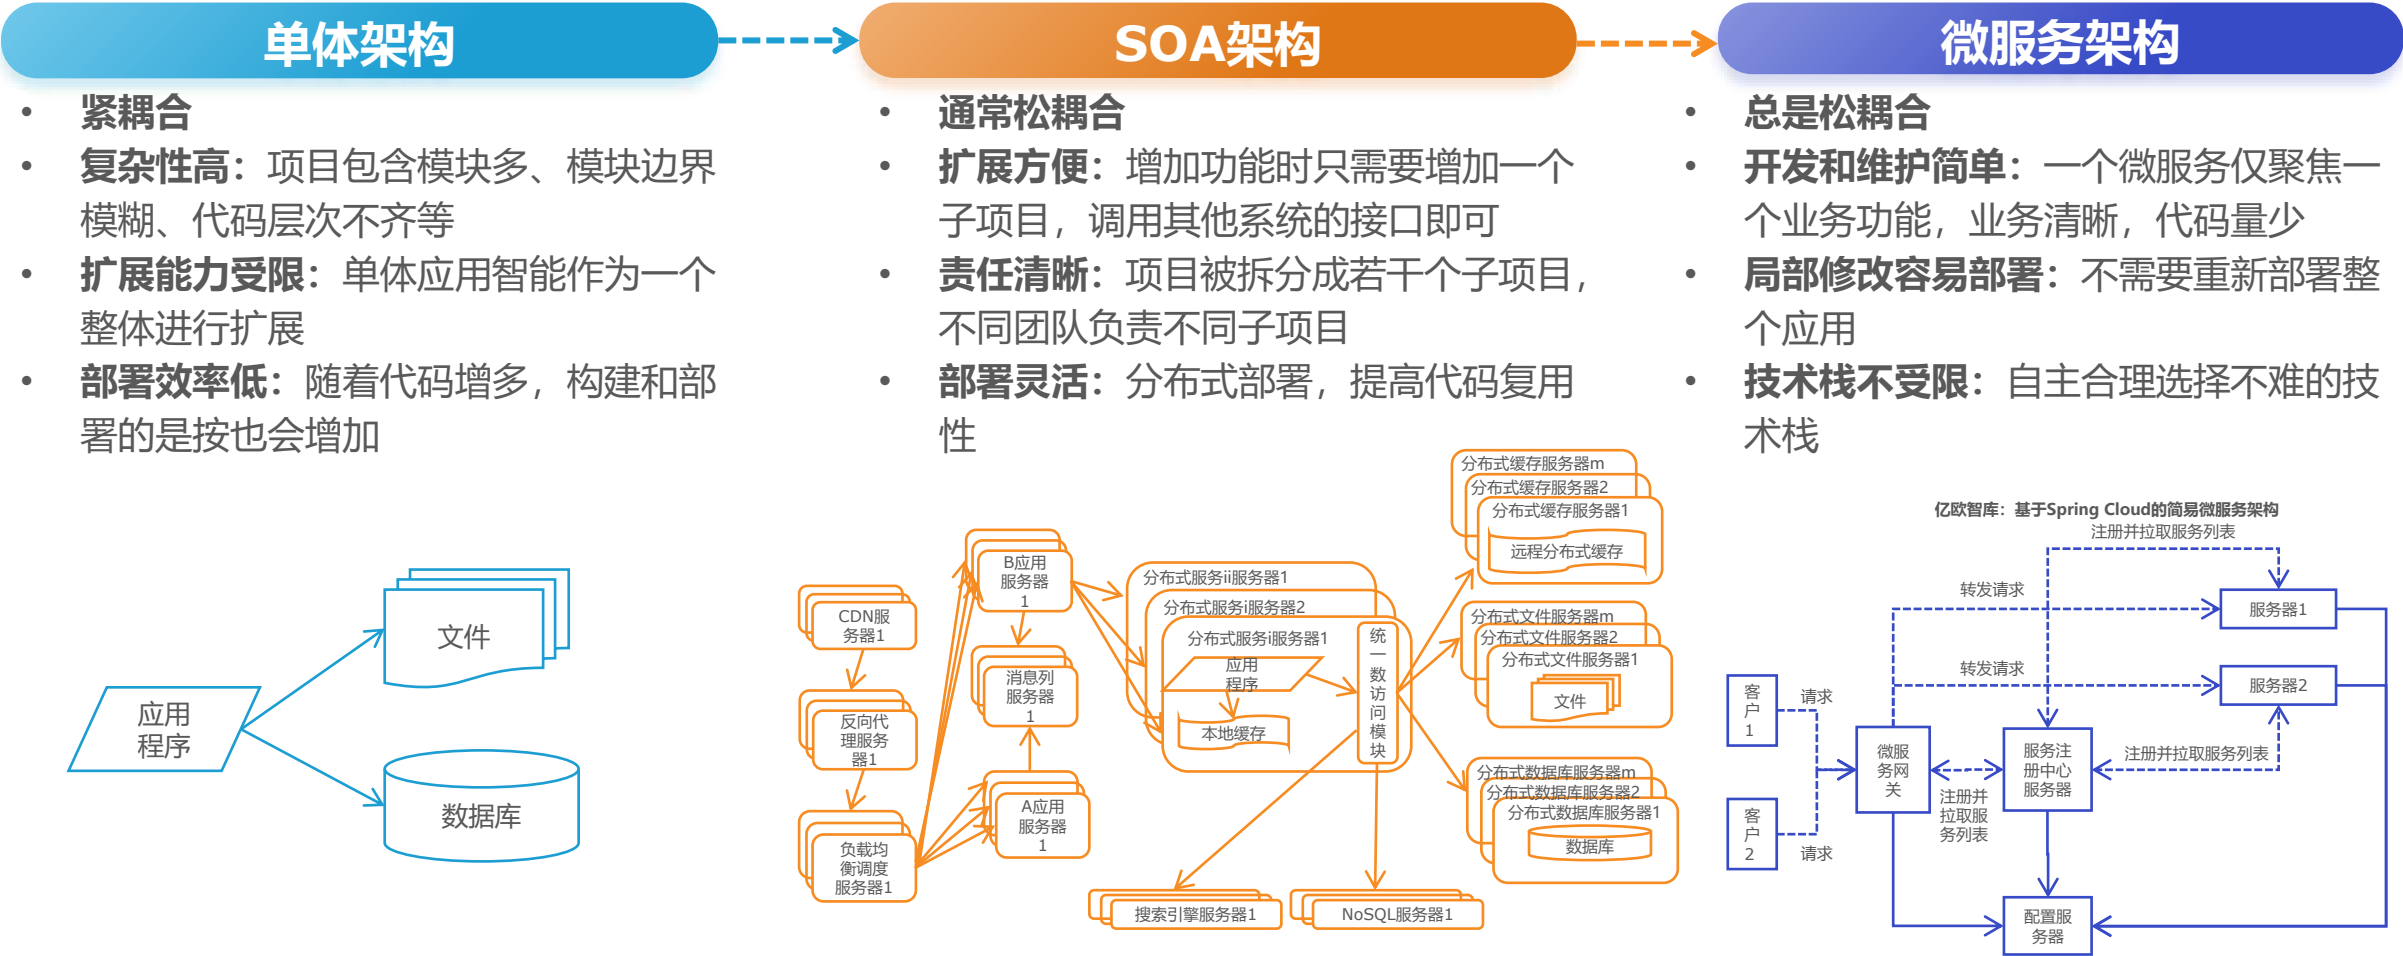 单体架构
紧耦合
复杂性高：项目包含模块多、模块边界
模糊、代码层次不齐等
扩展能力受限：单体应用智能作为一个
整体进行扩展
部署效率低：随着代码增多，构建和部
署的是按也会增加
应用
程序
文件
数据库
SOA架构
通常松耦合
扩展方便：增加功能时只需要增加一个
子项目，调用其他系统的接口即可
责任清晰：项目被拆分成若干个子项目，
不同团队负责不同子项目
部署灵活：分布式部署，提高代码复用
性
CDN服
务器1
反向代
理服务
器1
负载均
衡调度
服务器1
B应用
服务器
1
消息列
服务器
1
A应用
服务器
1
分布式服务ii服务器1
分布式服务i服务器2
分布式服务i服务器1
应用
程序
本地缓存
统
一
数
访
问
模
块
分布式缓存服务器m
分布式缓存服务器2
分布式缓存服务器1
远程分布式缓存
分布式文件服务器m
分布式文件服务器2
分布式文件服务器1
文件
分布式数据库服务器m
分布式数据库服务器2
分布式数据库服务器1
数据库
搜索引擎服务器1
NoSQL服务器1
微服务架构
总是松耦合
开发和维护简单：一个微服务仅聚焦一
个业务功能，业务清晰，代码量少
局部修改容易部署：不需要重新部署整
个应用
技术栈不受限：自主合理选择不难的技
术栈
亿欧智库：基于Spring Cloud的简易微服务架构
注册并拉取服务列表
转发请求
服务器1
转发请求
服务器2
客
户
1
请求
微服
务网
关
服务注
册中心
服务器
注册并拉取服务列表
注册并
拉取服
务列表
客
户
2
请求
配置服
务器